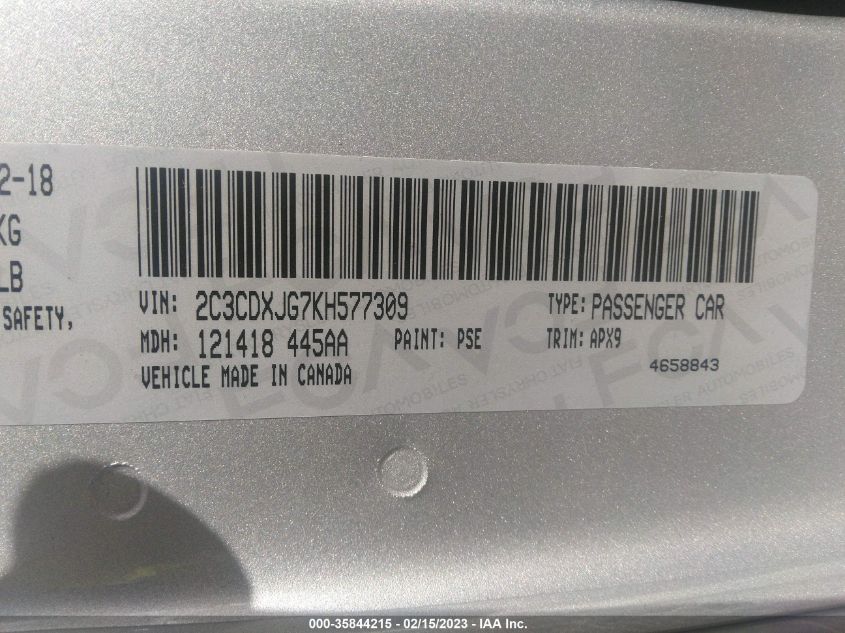 2-18
KG
LB
SAFETY,
VIN: 2C3CDXJG7KH577309 TYPE: PASSENGER CAR
MDH: 121418 445AA PAINT: PSE TRIM: APX9
VEHICLE MADE IN CANADA 4658843
000-35844215 - 02/15/2023 - IAA Inc.